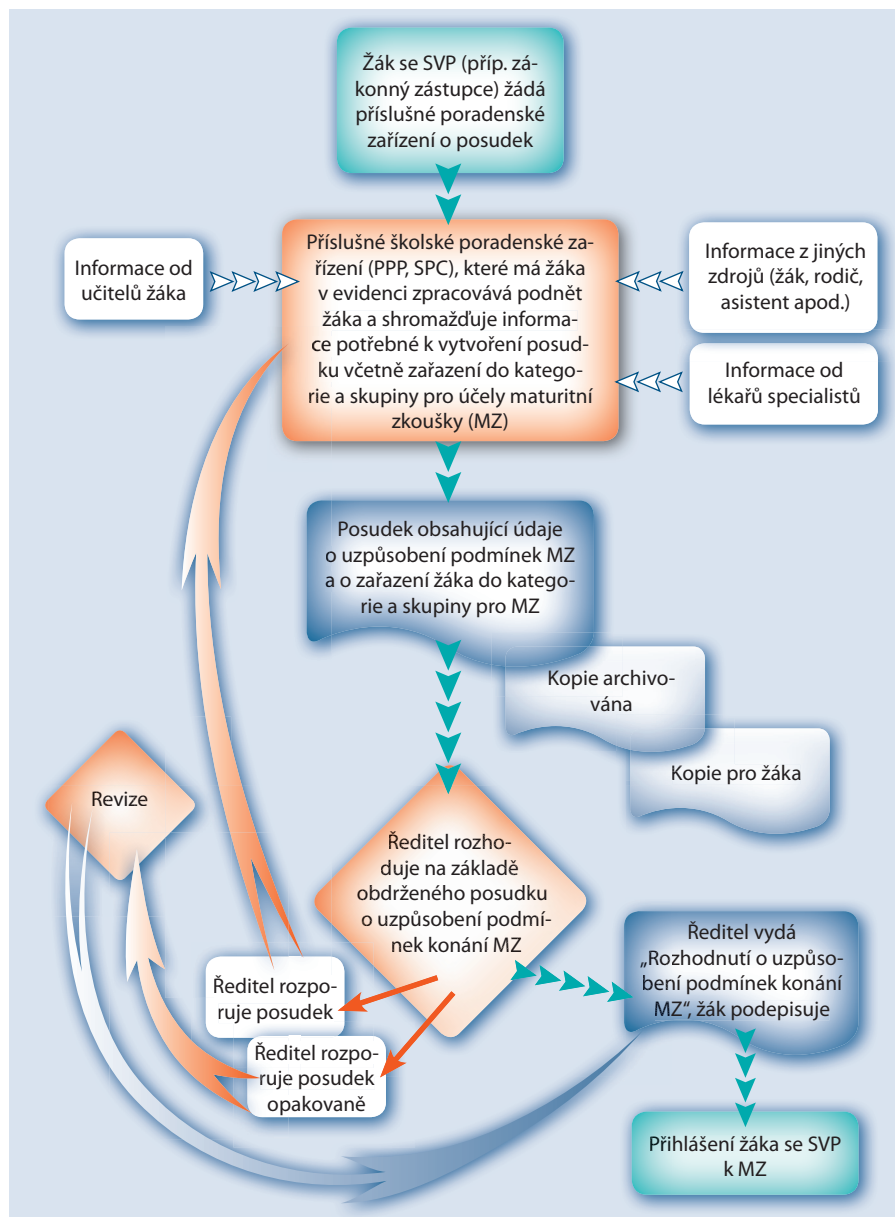 Žák se SVP (příp. zá-
konný zástupce) žádá
příslušné poradenské
zařízení o posudek
Informace od
učitelů žáka
Příslušné školské poradenské za-
řízení (PPP, SPC), které má žáka
v evidenci zpracovává podnět
žáka a shromažďuje informa-
ce potřebné k vytvoření posud-
ku včetně zařazení do katego-
rie a skupiny pro účely maturitní
zkoušky (MZ)
Informace z jiných
zdrojů (žák, rodič,
asistent apod.)
Informace od
lékařů specialistů
Posudek obsahující údaje
o uzpůsobení podmínek MZ
a o zařazení žáka do katego-
rie a skupiny pro MZ
Kopie archivo-
vána
Kopie pro žáka
Revize
Ředitel rozho-
duje na základě
obdrženého posudku
o uzpůsobení podmí-
nek konání MZ
Ředitel rozpo-
ruje posudek
Ředitel rozpo-
ruje posudek
opakovaně
Ředitel vydá
„Rozhodnutí o uzpůso-
bení podmínek konání
MZ“, žák podepisuje
Přihlášení žáka se SVP
k MZ